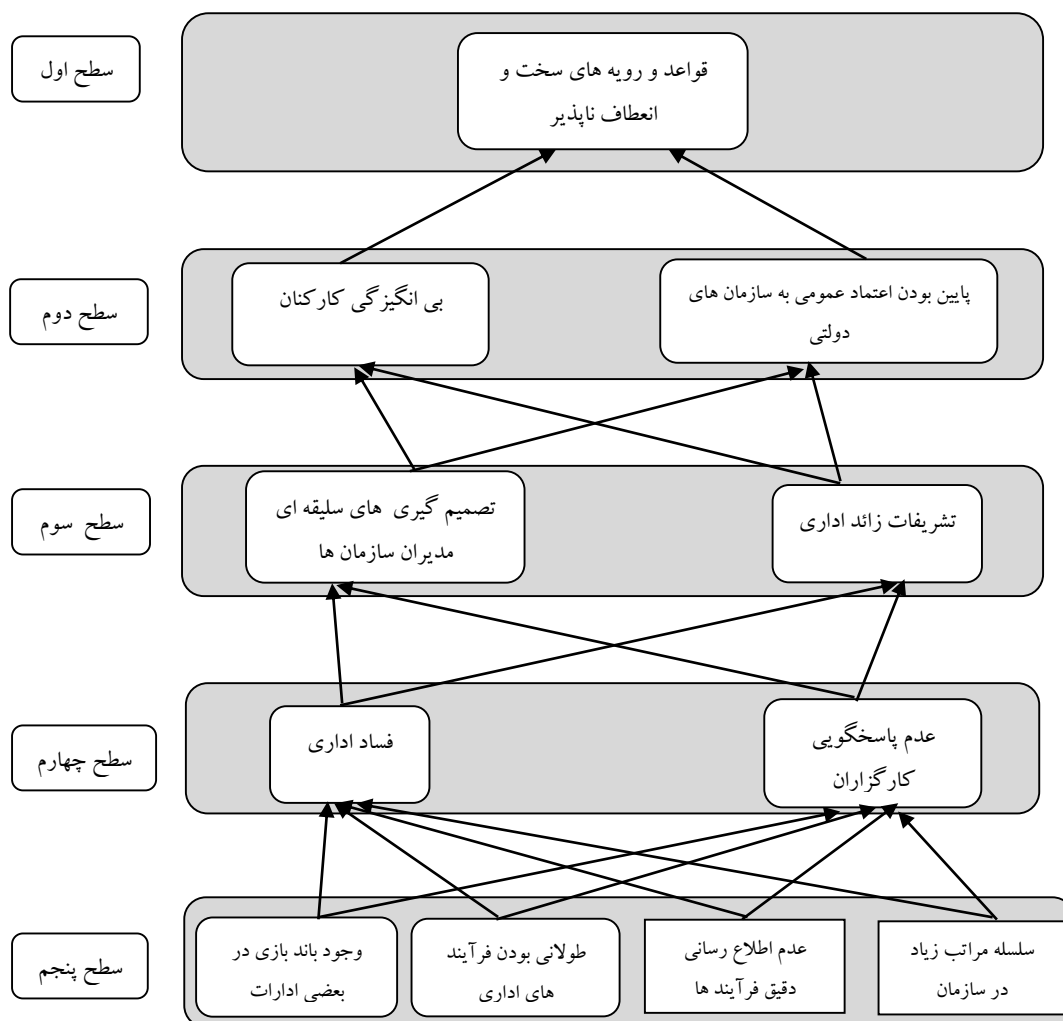 سطح اول
قواعد و رویه های سخت و
انعطاف ناپذیر
سطح دوم
پایین بودن اعتماد عمومی به سازمان های
دولتی
بی انگیزگی کارکنان
سطح سوم
تشریفات زائد اداری
تصمیم گیری های سلیقه ای
مدیران سازمان ها
سطح چهارم
عدم پاسخگویی
کارگزاران
فساد اداری
سطح پنجم
سلسله مراتب زیاد
در سازمان
عدم اطلاع رسانی
دقیق فرآیند ها
طولانی بودن فرآیند
های اداری
وجود باند بازی در
بعضی ادارات